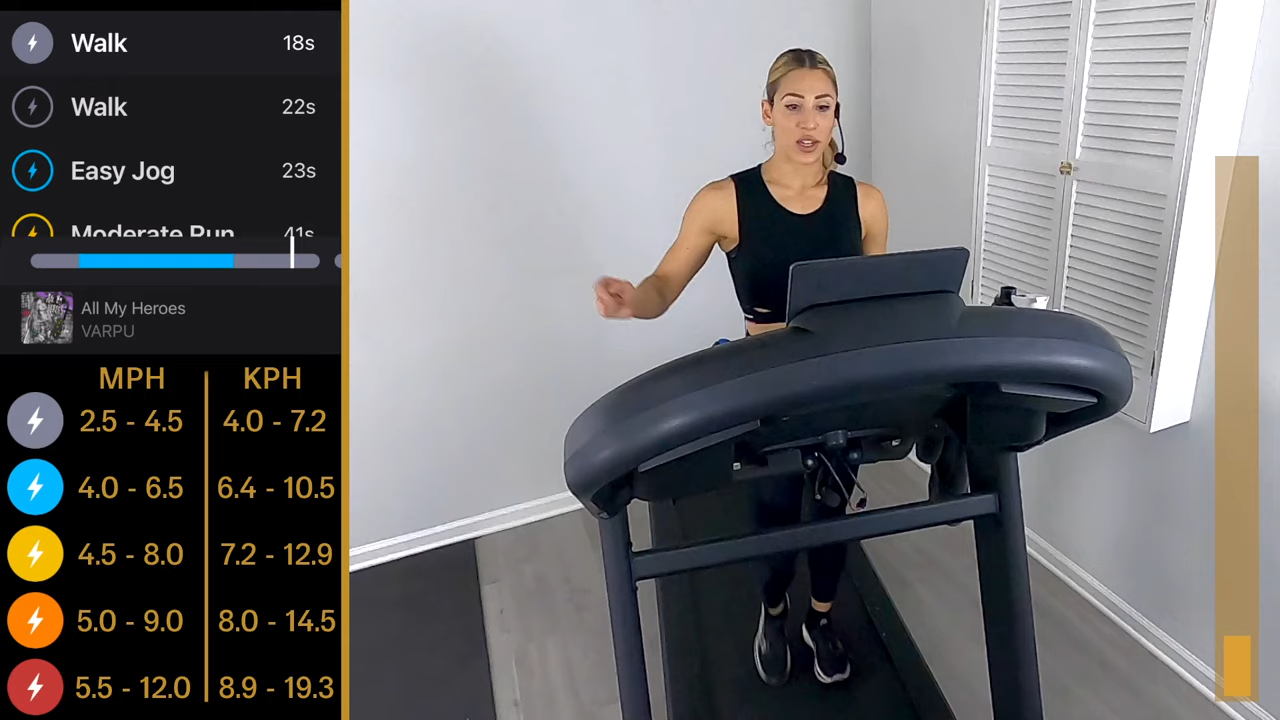 Walk 18s
Walk 22s
Easy Jog 23s
Moderate Run 41s
All My Heroes
VARPU
MPH KPH
2.5 - 4.5 4.0 - 7.2
4.0 - 6.5 6.4 - 10.5
4.5 - 8.0 7.2 - 12.9
5.0 - 9.0 8.0 - 14.5
5.5 - 12.0 8.9 - 19.3